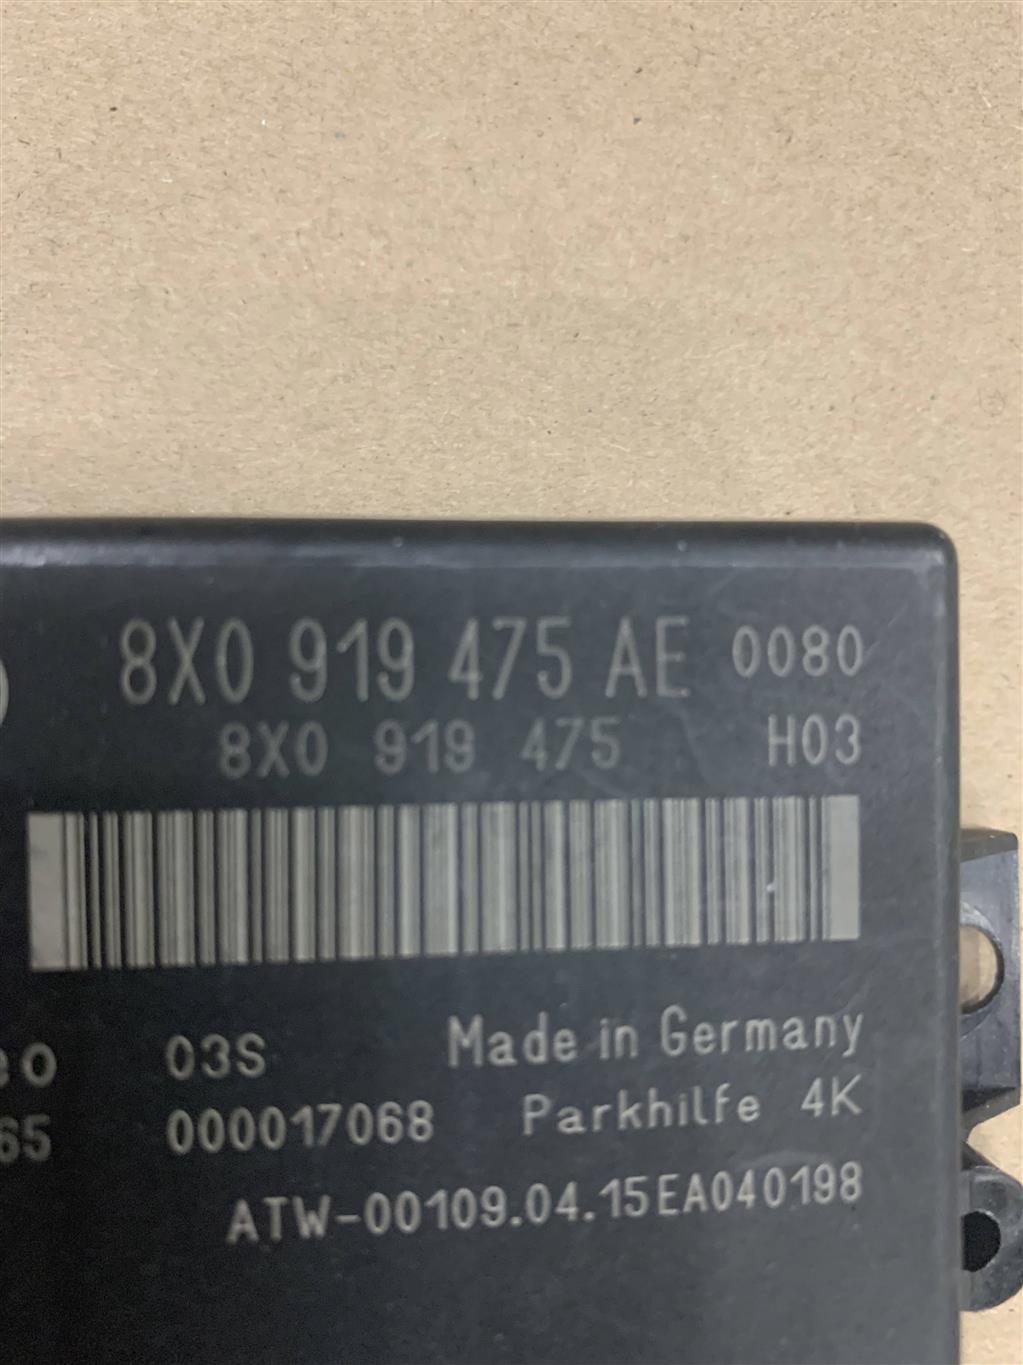 8X0 919 475 AE 0080
8X0 919 475 H03
03S Made in Germany
65 000017068 Parkhilfe 4K
ATW-00109.04.15EA040198